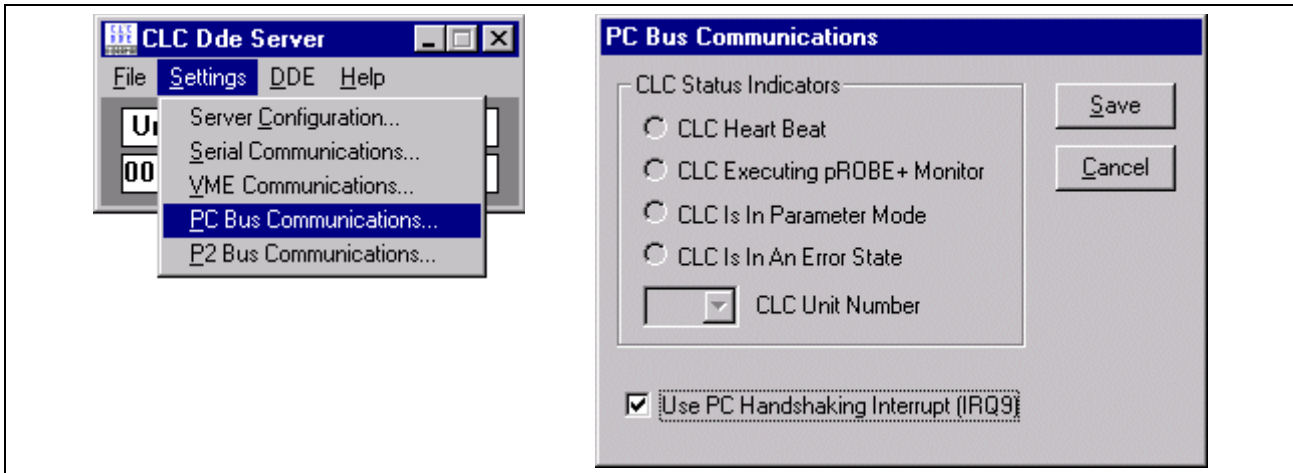 CLC Dde Server
File Settings DDE Help
Server Configuration...
Serial Communications...
VME Communications...
PC Bus Communications...
P2 Bus Communications...
00
PC Bus Communications
CLC Status Indicators
CLC Heart Beat
CLC Executing pROBE+ Monitor
CLC Is In Parameter Mode
CLC Is In An Error State
CLC Unit Number
Save
Cancel
Use PC Handshaking Interrupt (IRQ9)